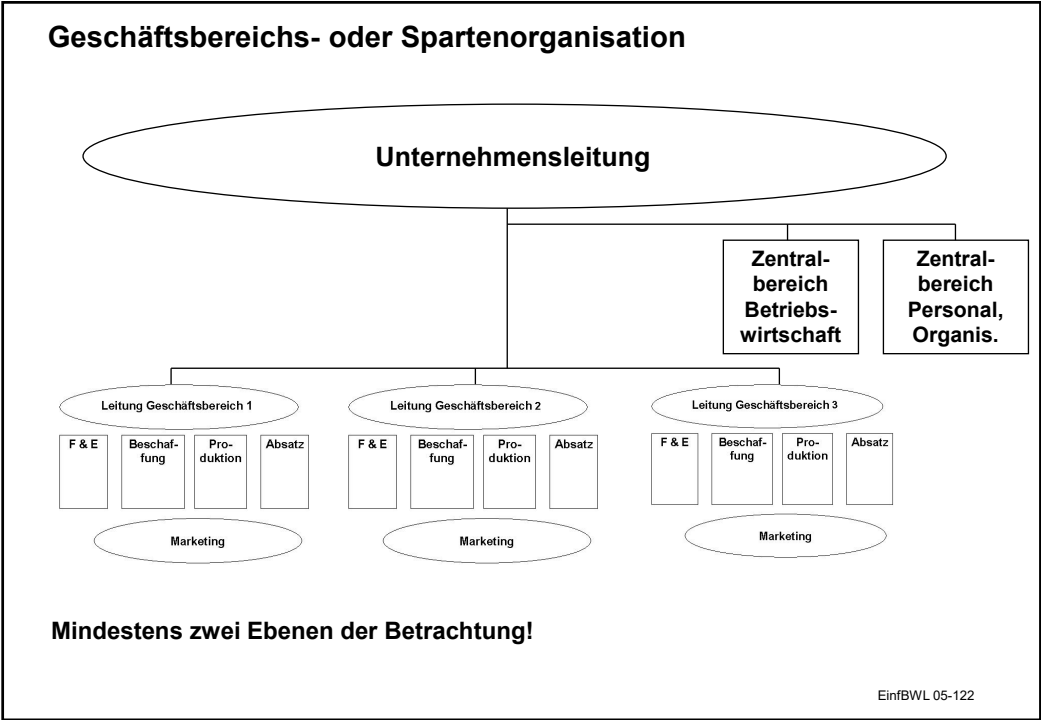 Geschäftsbereichs- oder Spartenorganisation
Unternehmensleitung
Zentral-
bereich
Betriebs-
wirtschaft
Zentral-
bereich
Personal,
Organis.
Leitung Geschäftsbereich 1
F & E
Beschaf-
fung
Pro-
duktion
Absatz
Marketing
Leitung Geschäftsbereich 2
F & E
Beschaf-
fung
Pro-
duktion
Absatz
Marketing
Leitung Geschäftsbereich 3
F & E
Beschaf-
fung
Pro-
duktion
Absatz
Marketing
Mindestens zwei Ebenen der Betrachtung!
EinfBWL 05-122